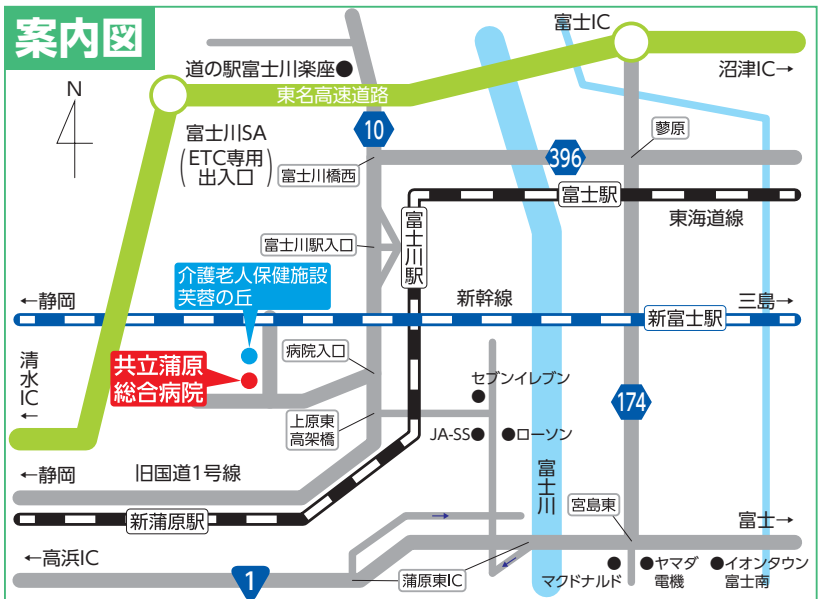 案内図
富士IC
沼津IC→
道の駅富士川楽座
東名高速道路
N
富士川SA
(ETC専用
出入口)
10
396
蓼原
富士川橋西
富士駅
東海道線
富士川駅
富士川駅入口
介護老人保健施設
芙蓉の丘
←静岡
新幹線
三島→
新富士駅
清水IC
←
共立蒲原
総合病院
病院入口
セブンイレブン
174
上原東
高架橋
JA-SS
ローソン
←静岡
旧国道1号線
富士川
新蒲原駅
宮島東
富士→
←高浜IC
1
蒲原東IC
マクドナルド
ヤマダ
電機
イオンタウン
富士南